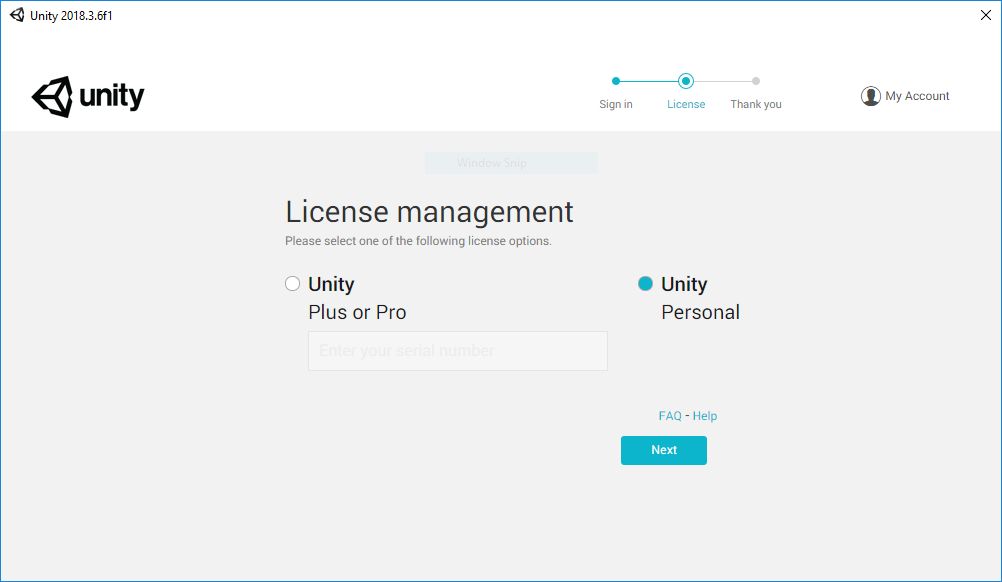 Unity 2018.3.6f1
unity
Sign in
License
Thank you
My Account
Window Snip
License management
Please select one of the following license options.
Unity
Plus or Pro
Enter your serial number
Unity
Personal
FAQ - Help
Next